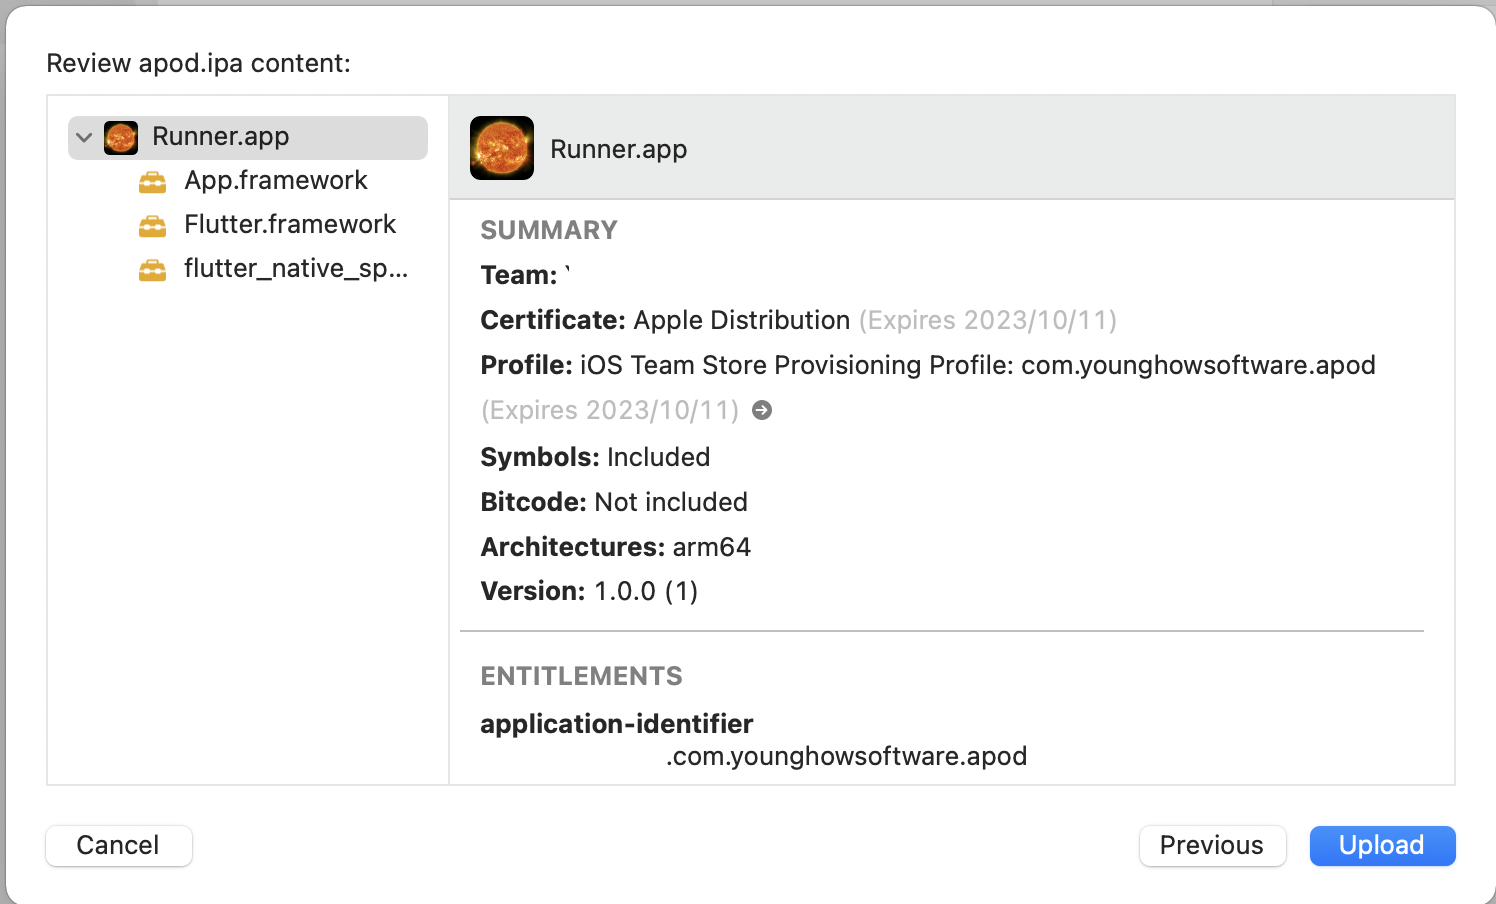 Review apod.ipa content:
Runner.app
App.framework
Flutter.framework
flutter_native_sp...
Runner.app
SUMMARY
Team:
Certificate: Apple Distribution (Expires 2023/10/11)
Profile: iOS Team Store Provisioning Profile: com.younghowsoftware.apod
(Expires 2023/10/11)
Symbols: Included
Bitcode: Not included
Architectures: arm64
Version: 1.0.0 (1)
ENTITLEMENTS
application-identifier
.com.younghowsoftware.apod
Cancel
Previous
Upload